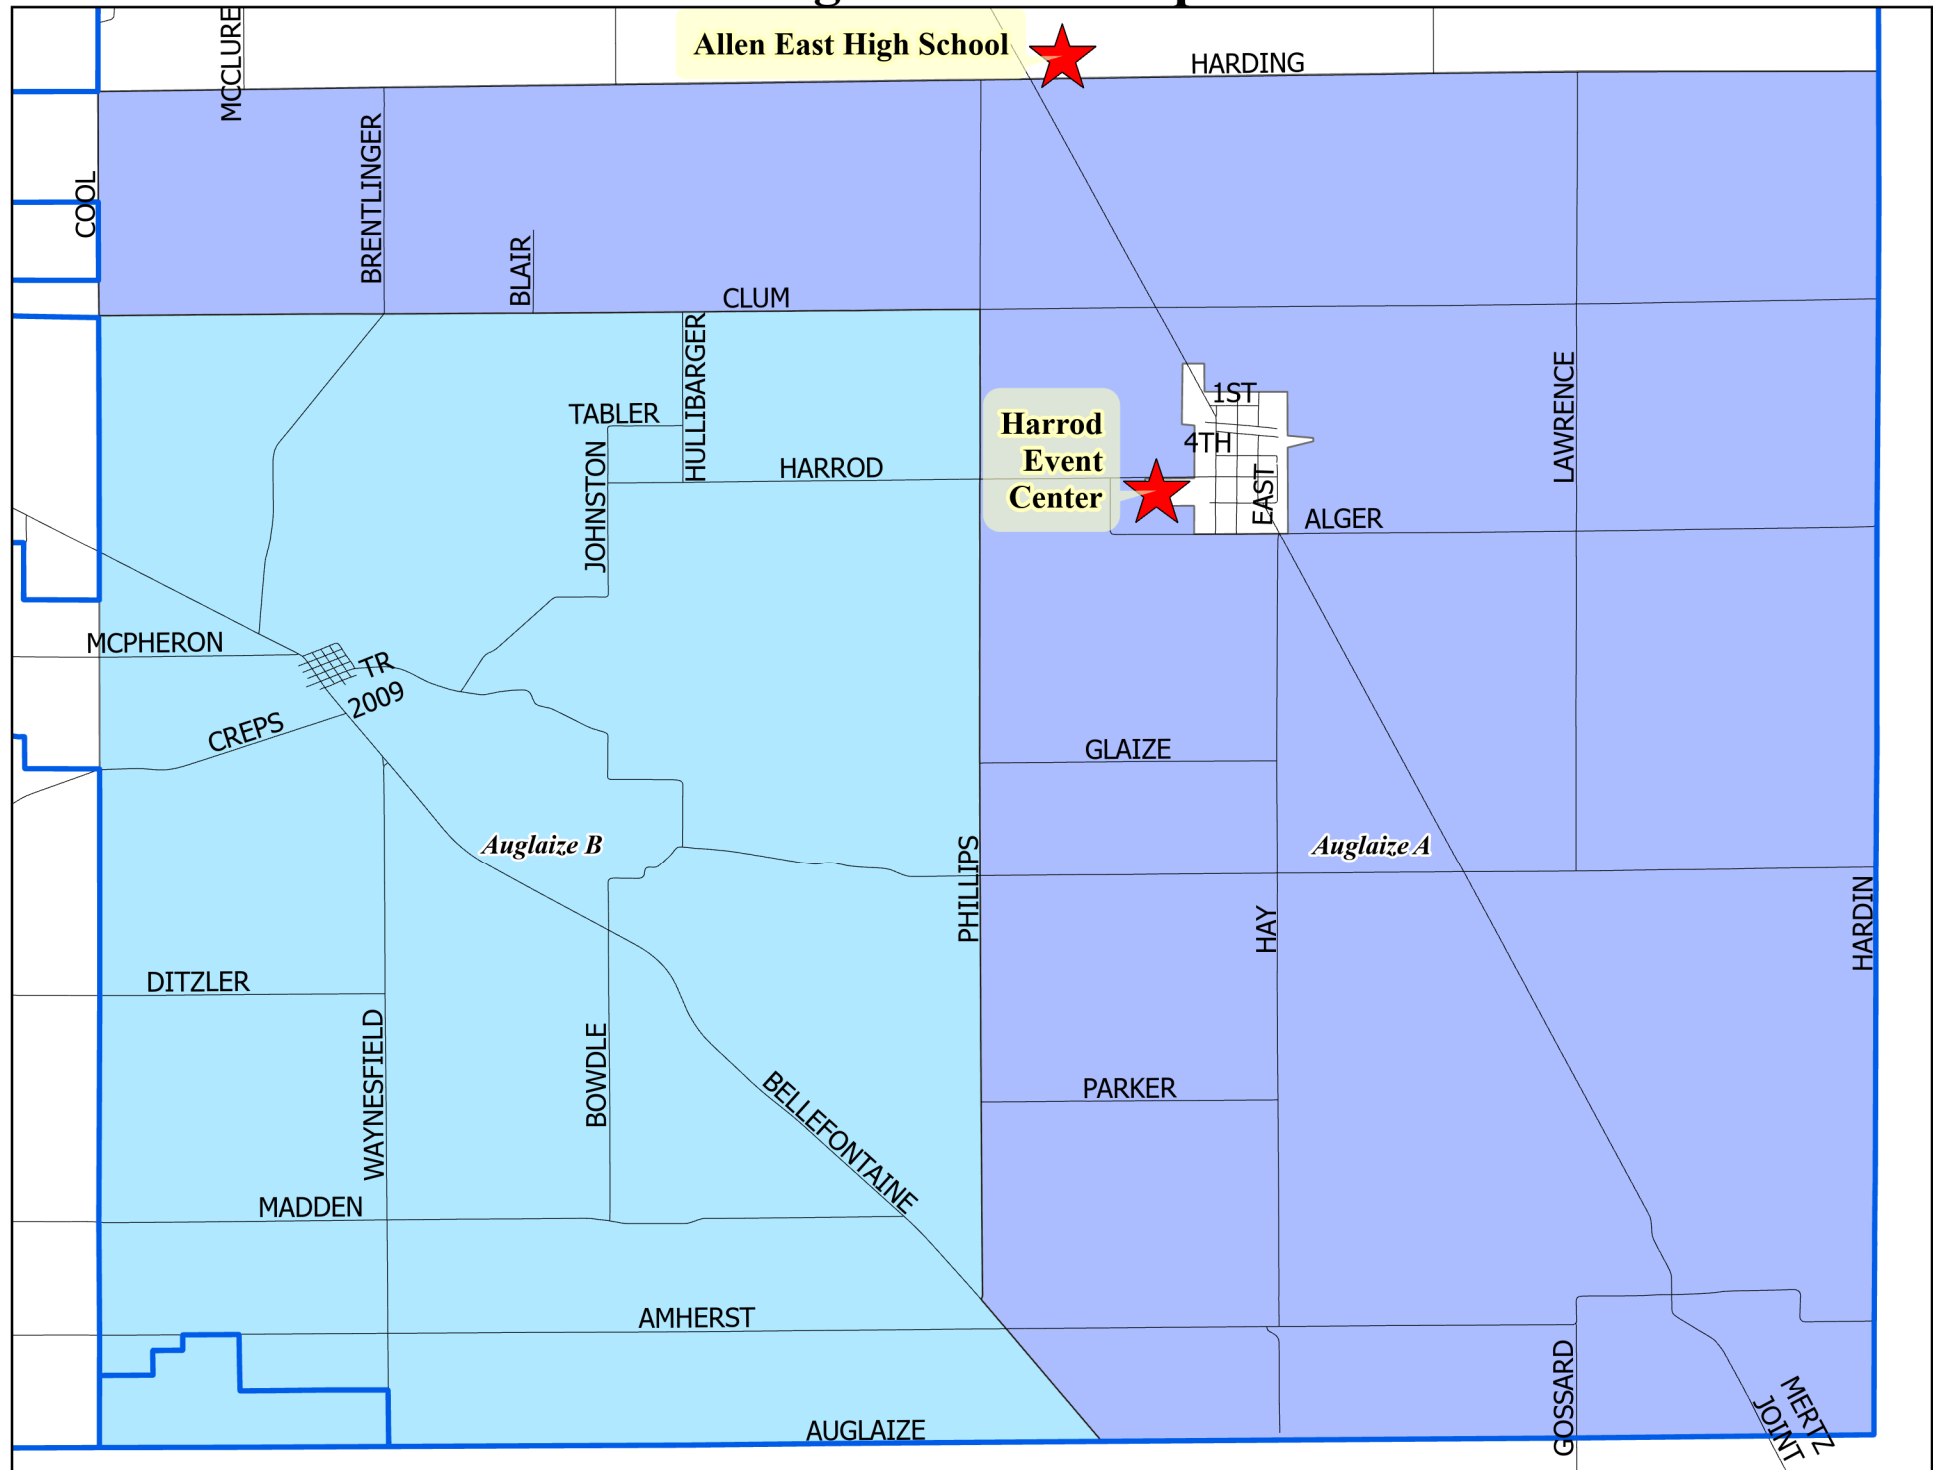 MCCLURE
Allen East High School
HARDING
COOL
BRENTLINGER
BLAIR
CLUM
HULLIBARGER
TABLER
JOHNSTON
HARROD
Harrod
Event
Center
1ST
4TH
EAST
ALGER
LAWRENCE
MCPHERON
TR
2009
CREPS
GLAIZE
Auglaize B
Auglaize A
PHILLIPS
HAY
HARDIN
DITZLER
WAYNESFIELD
BOWDLE
BELLEFONTAINE
PARKER
MADDEN
AMHERST
AUGLAIZE
GOSSARD
MERTZ
JOINT